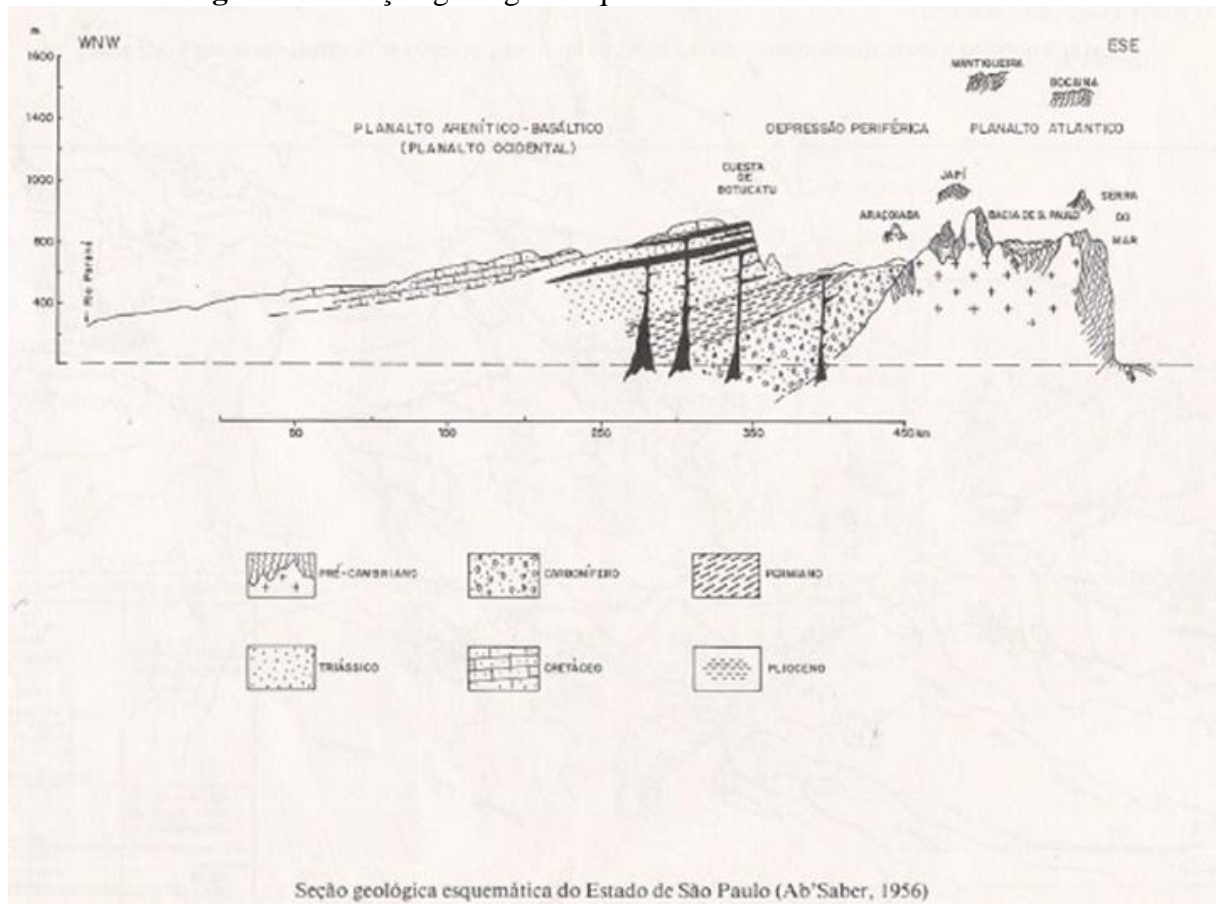 m.
WNW
ESE
1600
1400
1000
800
400
MANTIQUEIRA
BOCAINA
PLANALTO ARENÍTICO-BASÁLTICO
(PLANALTO OCIDENTAL)
DEPRESSÃO PERIFÉRICA
PLANALTO ATLÂNTICO
CUESTA
DE
BOTUCATU
JAPÍ
ARAÇOIABA
BACIA DE S. PAULO
SERRA
DO
MAR
Rio Paraná
50
150
250
350
450 km
PRÉ-CAMBRIANO
CARBONÍFERO
PERMIANO
TRIÁSSICO
CRETÁCEO
PLIOCENO
Seção geológica esquemática do Estado de São Paulo (Ab'Saber, 1956)